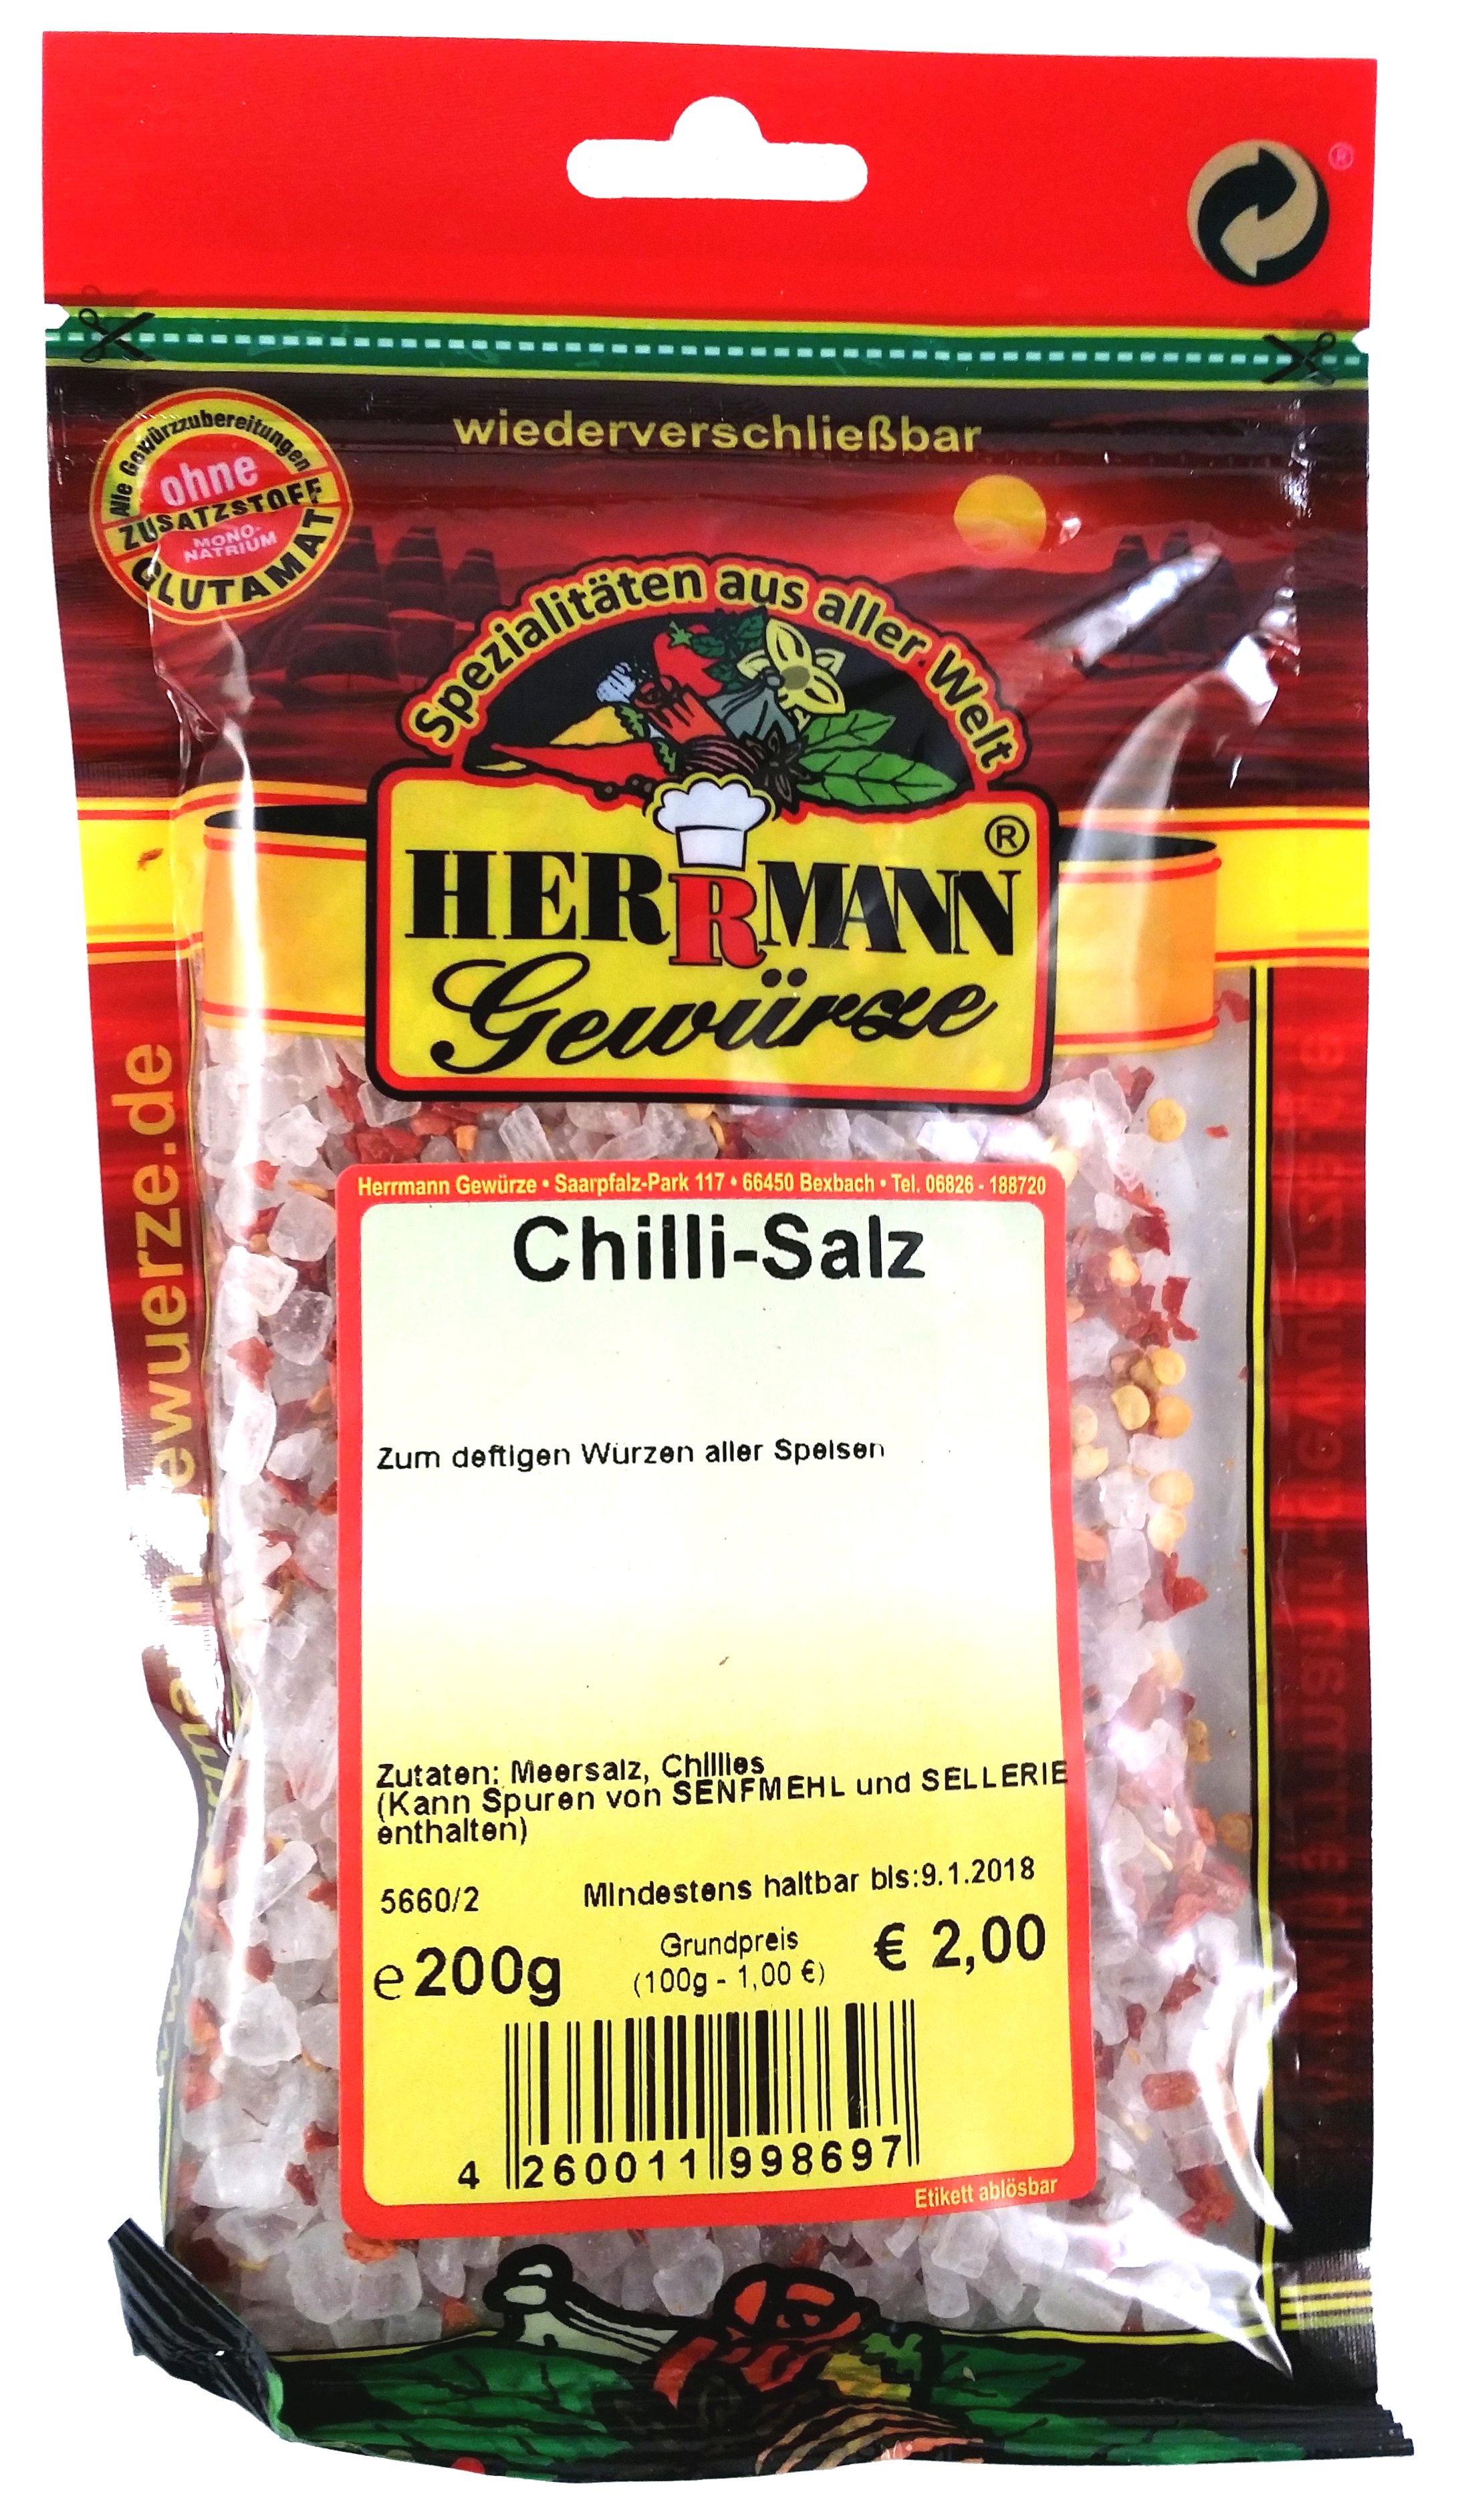 ®
wiederverschließbar
Alle Gewürzzubereitungen
ohne
ZUSATZSTOFF
MONO-
NATRIUM
GLUTAMAT
Spezialitäten aus aller Welt
HERRMANN ®
Gewürze
ewuerze.de
Herrmann Gewürze • Saarpfalz-Park 117 • 66450 Bexbach • Tel. 06826 - 188720
Chilli-Salz
Zum deftigen Würzen aller Speisen
Zutaten: Meersalz, Chillies
(Kann Spuren von SENFMEHL und SELLERIE
enthalten)
5660/2 Mindestens haltbar bis:9.1.2018
e 200g Grundpreis € 2,00
(100g - 1,00 €)
4 260011 998697
Etikett ablösbar